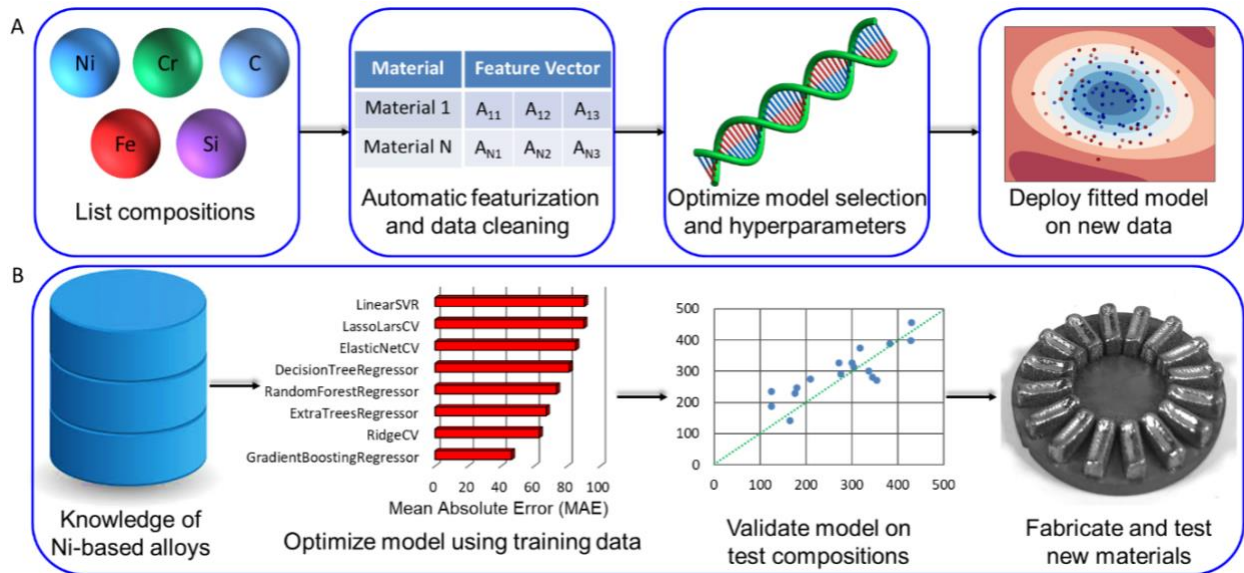 A
Ni Cr C
Fe Si
List compositions
Material Feature Vector
Material 1 A₁₁ A₁₂ A₁₃
Material N A_N1 A_N2 A_N3
Automatic featurization
and data cleaning
Optimize model selection
and hyperparameters
Deploy fitted model
on new data
B
Knowledge of
Ni-based alloys
LinearSVR
LassoLarsCV
ElasticNetCV
DecisionTreeRegressor
RandomForestRegressor
ExtraTreesRegressor
RidgeCV
GradientBoostingRegressor
0 20 40 60 80 100
Mean Absolute Error (MAE)
Optimize model using training data
500
400
300
200
100
0
0 100 200 300 400 500
Validate model on
test compositions
Fabricate and test
new materials